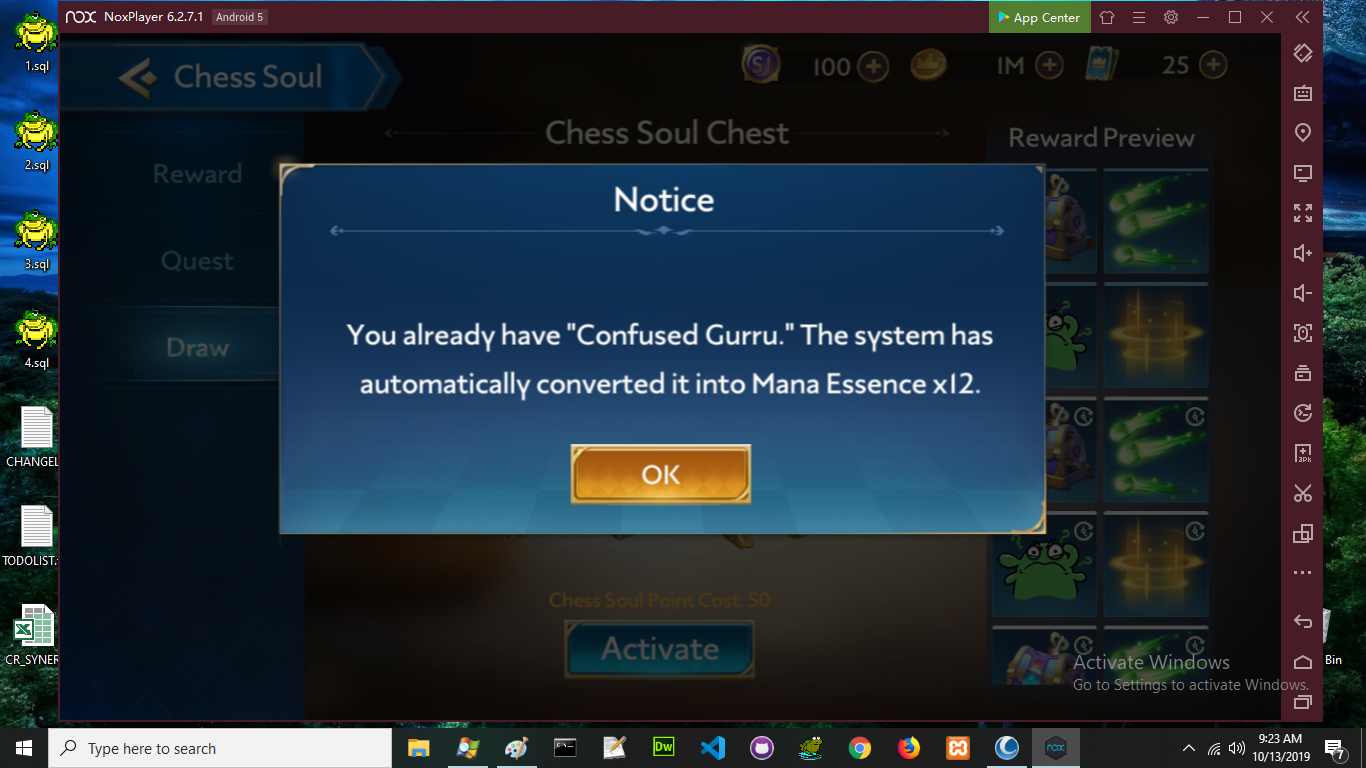 NOX NoxPlayer 6.2.7.1 Android 5 App Center
1.sql
2.sql
3.sql
4.sql
CHANGEL
TODOLIST.
CR_SYNER
Chess Soul
S1 100 1M 25
Chess Soul Chest
Reward Preview
Reward
Quest
Draw
Notice
You already have "Confused Gurru." The system has
automatically converted it into Mana Essence x12.
OK
Chess Soul Point Cost: 50
Activate
Activate Windows
Go to Settings to activate Windows.
Bin
Type here to search
Dw
nox
9:23 AM
10/13/2019
7